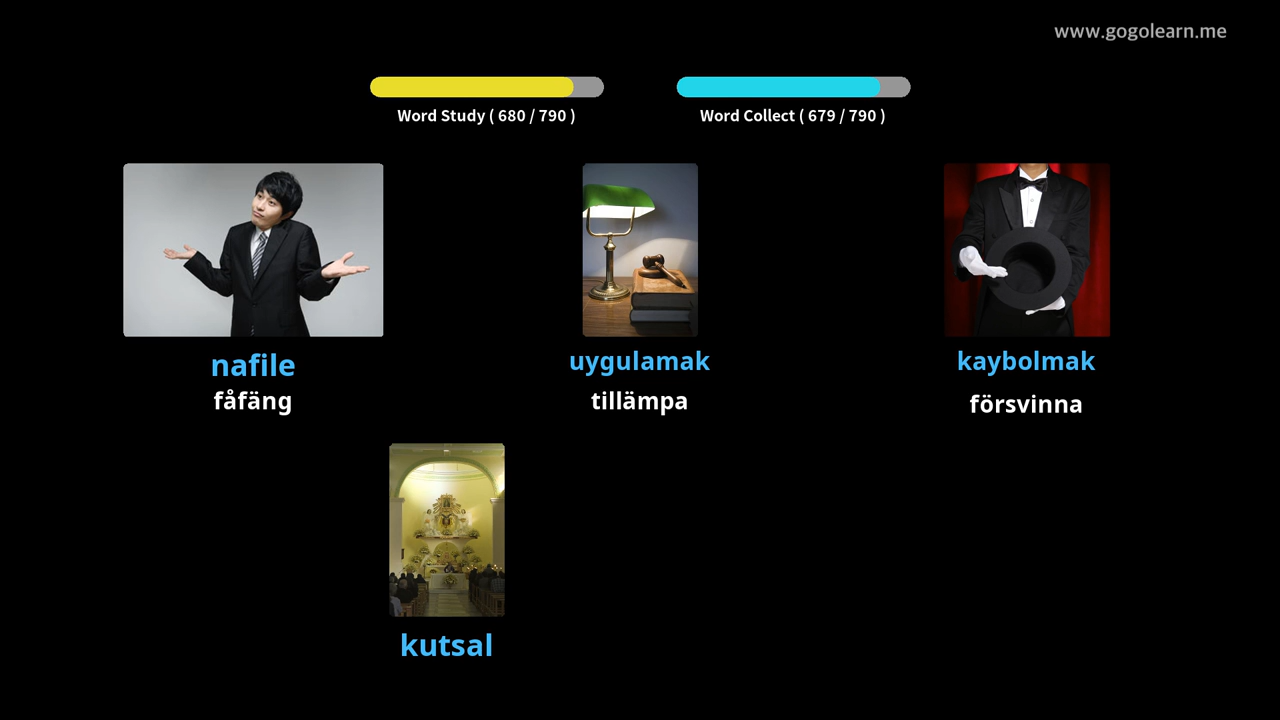 www.gogolearn.me
Word Study ( 680 / 790 )
Word Collect ( 679 / 790 )
nafile
fåfäng
uygulamak
tillämpa
kaybolmak
försvinna
kutsal